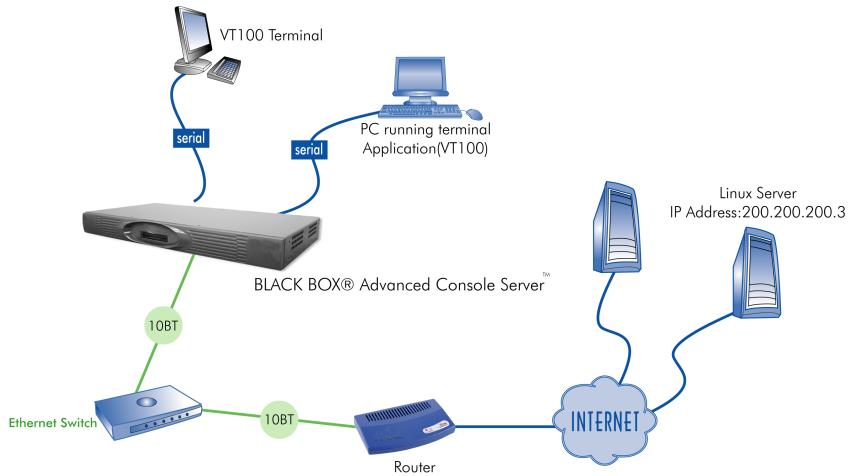 VT100 Terminal
serial
PC running terminal
Application(VT100)
serial
Linux Server
IP Address:200.200.200.3
BLACK BOX® Advanced Console Server™
10BT
Ethernet Switch
10BT
INTERNET
Router